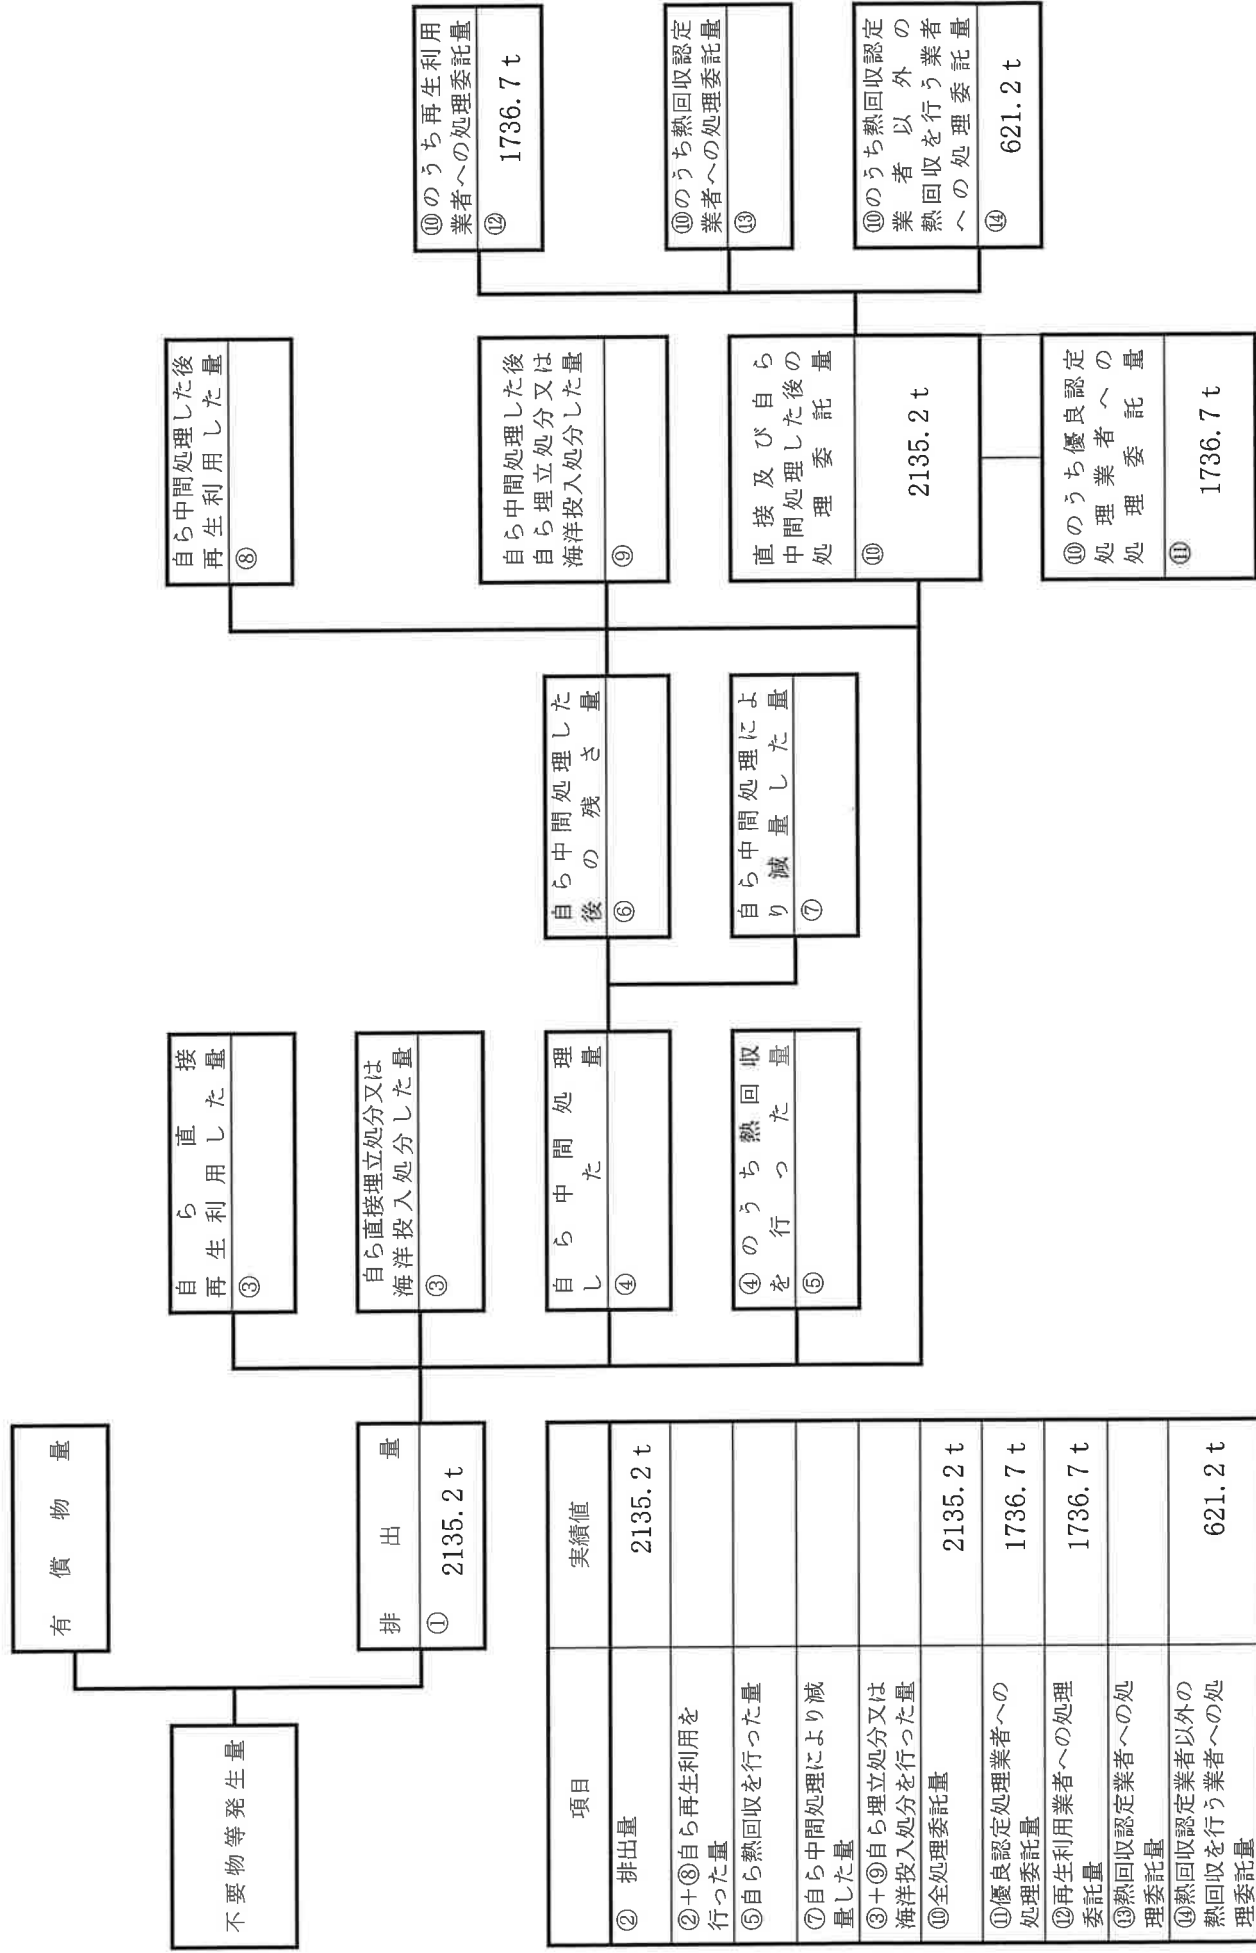 不要物等発生量
有償物量
排出量
① 2135.2 t
自ら直接
再生利用した量
③
自ら直接埋立処分又は
海洋投入処分した量
③
自ら中間処理
した量
④
④のうち熱回収
を行った量
⑤
自ら中間処理した
後の残さ量
⑥
自ら中間処理によ
り減量した量
⑦
自ら中間処理した後
再生利用した量
⑧
自ら中間処理した後
自ら埋立処分又は
海洋投入処分した量
⑨
直接及び自ら
中間処理した後の
処理委託量
⑩ 2135.2 t
⑩のうち優良認定
処理業者への
処理委託量
⑪ 1736.7 t
⑩のうち再生利用
業者への処理委託量
⑫ 1736.7 t
⑩のうち熱回収認定
業者への処理委託量
⑬
⑩のうち熱回収認定
業者以外の
熱回収を行う業者
への処理委託量
⑭ 621.2 t
項目 実績値
② 排出量 2135.2 t
②+⑧自ら再生利用を
行った量
⑤自ら熱回収を行った量
⑦自ら中間処理により減
量した量
③+⑨自ら埋立処分又は
海洋投入処分を行った量
⑩全処理委託量 2135.2 t
⑪優良認定処理業者への
処理委託量 1736.7 t
⑫再生利用業者への処理
委託量 1736.7 t
⑬熱回収認定業者への処
理委託量
⑭熱回収認定業者以外の
熱回収を行う業者への処
理委託量 621.2 t